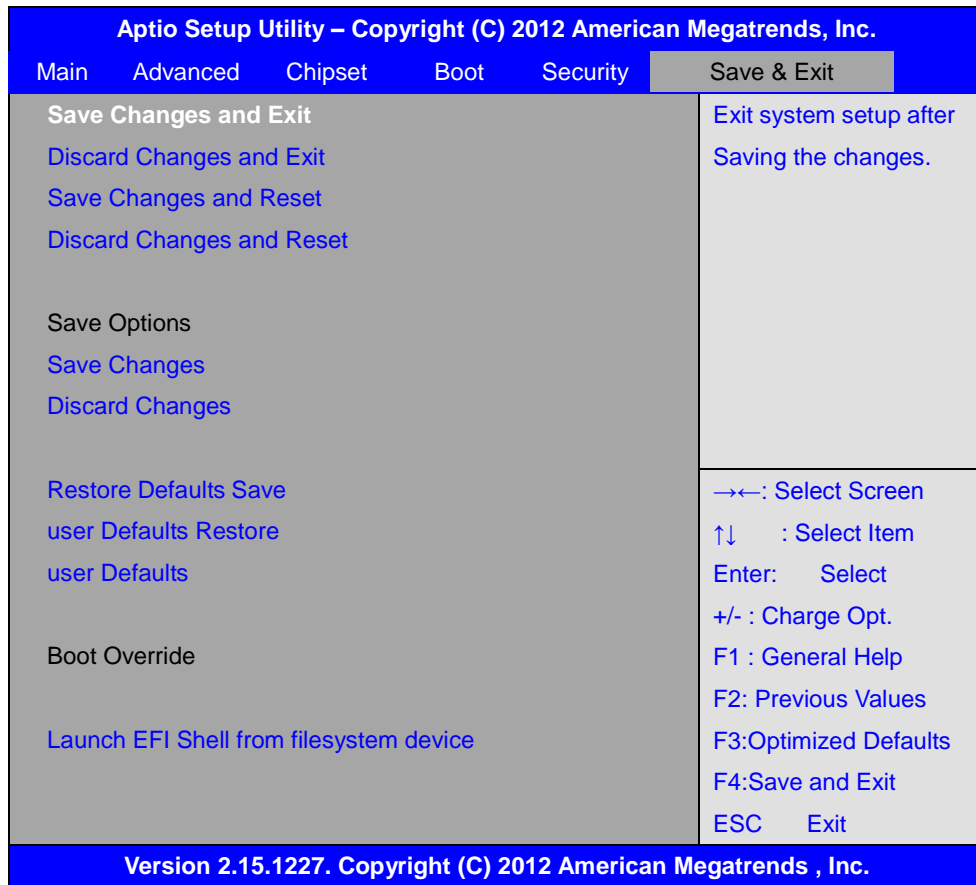 Aptio Setup Utility – Copyright (C) 2012 American Megatrends, Inc.
Main Advanced Chipset Boot Security Save & Exit
Save Changes and Exit
Discard Changes and Exit
Save Changes and Reset
Discard Changes and Reset
Save Options
Save Changes
Discard Changes
Restore Defaults Save
user Defaults Restore
user Defaults
Boot Override
Launch EFI Shell from filesystem device
Exit system setup after
Saving the changes.
→←: Select Screen
↑↓ : Select Item
Enter: Select
+/- : Charge Opt.
F1 : General Help
F2: Previous Values
F3:Optimized Defaults
F4:Save and Exit
ESC Exit
Version 2.15.1227. Copyright (C) 2012 American Megatrends , Inc.